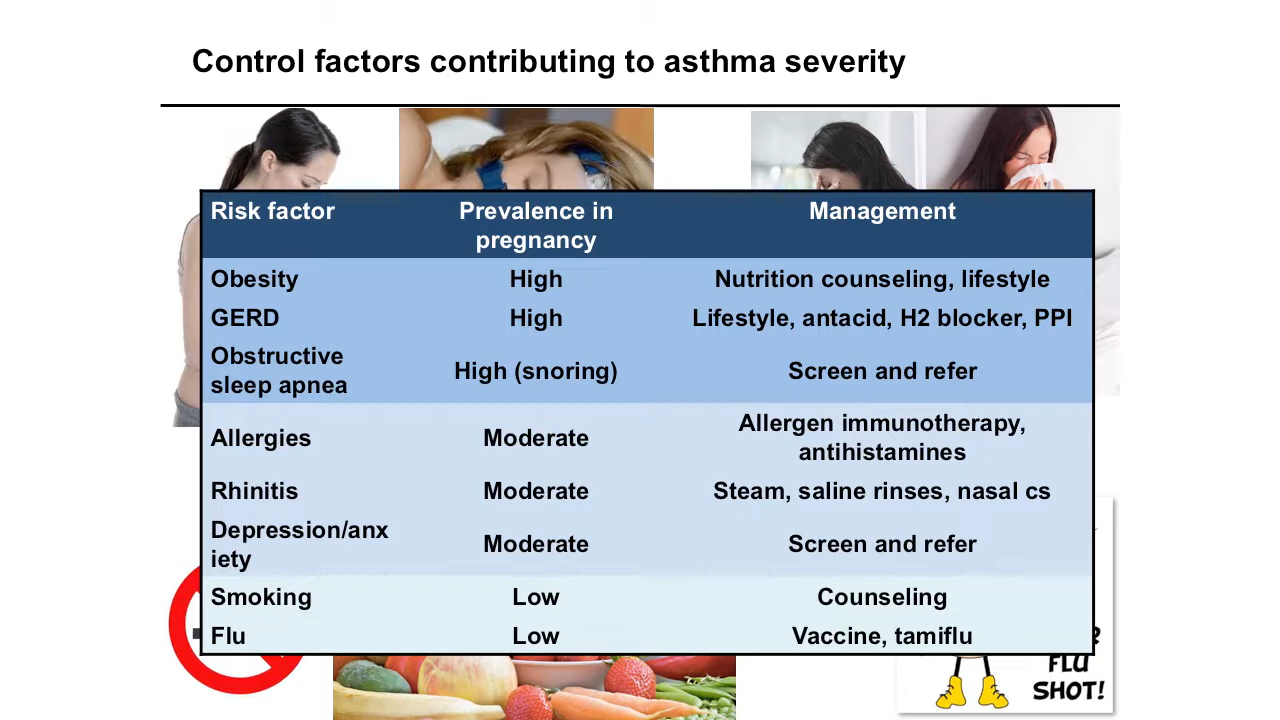 Control factors contributing to asthma severity
Risk factor
Prevalence in
pregnancy
Management
Obesity
High
Nutrition counseling, lifestyle
GERD
High
Lifestyle, antacid, H2 blocker, PPI
Obstructive
sleep apnea
High (snoring)
Screen and refer
Allergies
Moderate
Allergen immunotherapy,
antihistamines
Rhinitis
Moderate
Steam, saline rinses, nasal cs
Depression/anx
iety
Moderate
Screen and refer
Smoking
Low
Counseling
Flu
Low
Vaccine, tamiflu
FLU
SHOT!